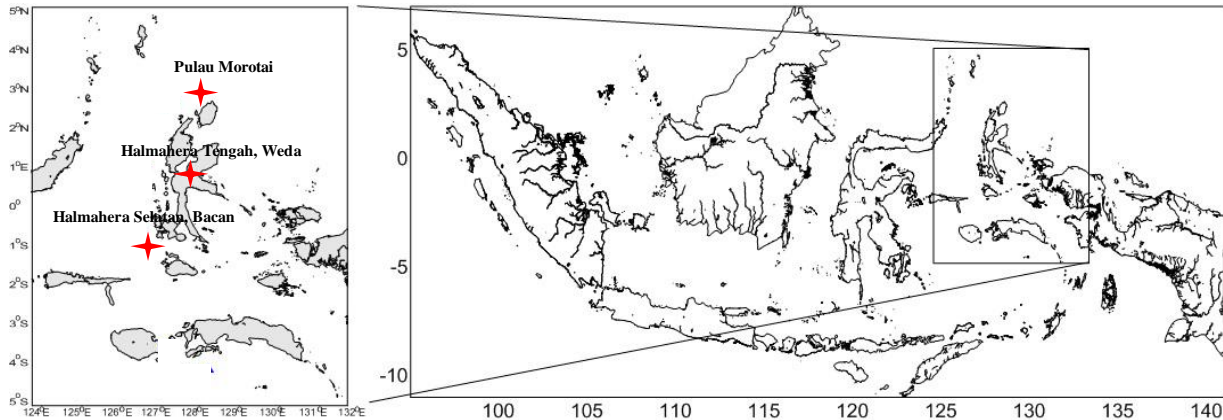 5°N
4°N
Pulau Morotai
3°N
2°N
Halmahera Tengah, Weda
1°E
0°
Halmahera Selatan, Bacan
1°S
2°S
3°S
4°S
5°S
124°E 125°E 126°E 127°E 128°E 129°E 130°E 131°E 132°E
5
0
-5
-10
100 105 110 115 120 125 130 135 140